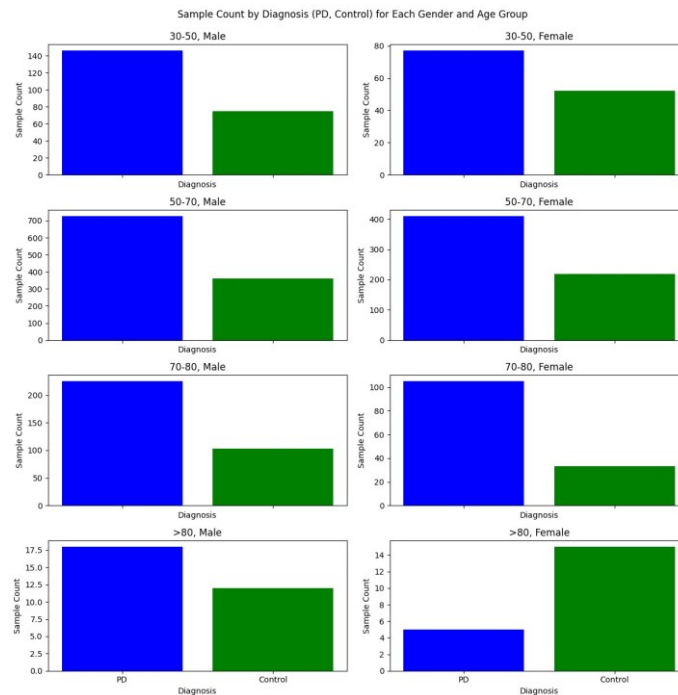 Sample Count by Diagnosis (PD, Control) for Each Gender and Age Group
30-50, Male
30-50, Female
Sample Count
140
120
100
80
60
40
20
0
Diagnosis
Sample Count
80
60
40
20
0
Diagnosis
50-70, Male
50-70, Female
Sample Count
700
600
500
400
300
200
100
0
Diagnosis
Sample Count
400
300
200
100
0
Diagnosis
70-80, Male
70-80, Female
Sample Count
200
150
100
50
0
Diagnosis
Sample Count
100
80
60
40
20
0
Diagnosis
>80, Male
>80, Female
Sample Count
17.5
15.0
12.5
10.0
7.5
5.0
2.5
0.0
PD
Control
Diagnosis
Sample Count
14
12
10
8
6
4
2
0
PD
Control
Diagnosis